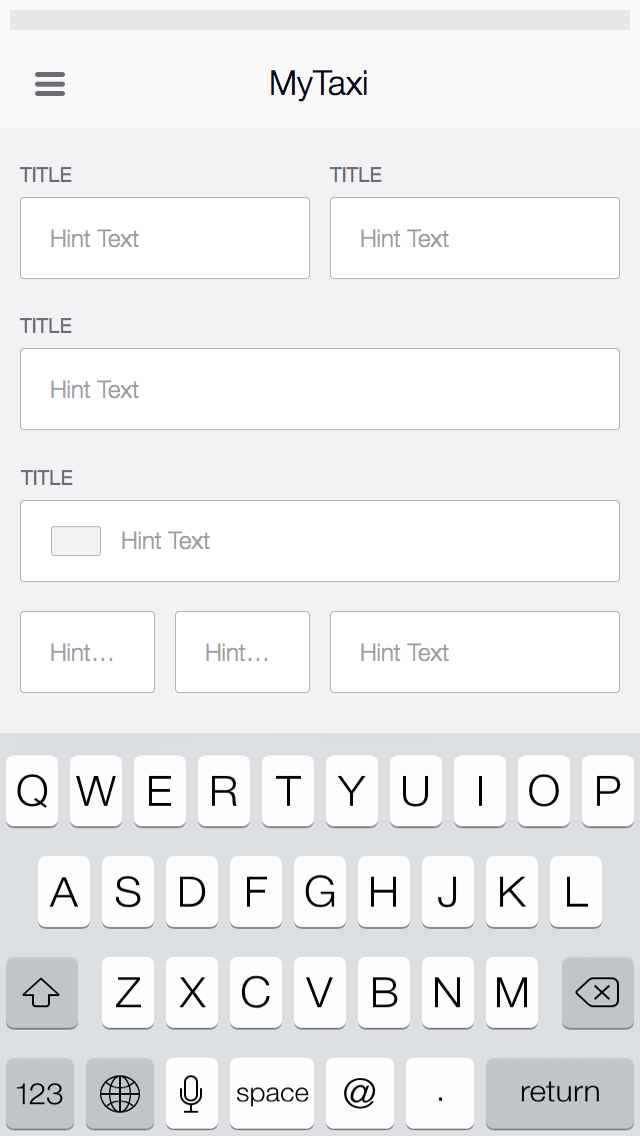 MyTaxi
TITLE TITLE
Hint Text Hint Text
TITLE
Hint Text
TITLE
Hint Text
Hint... Hint... Hint Text
Q W E R T Y U I O P
A S D F G H J K L
Z X C V B N M
123 space @ . return